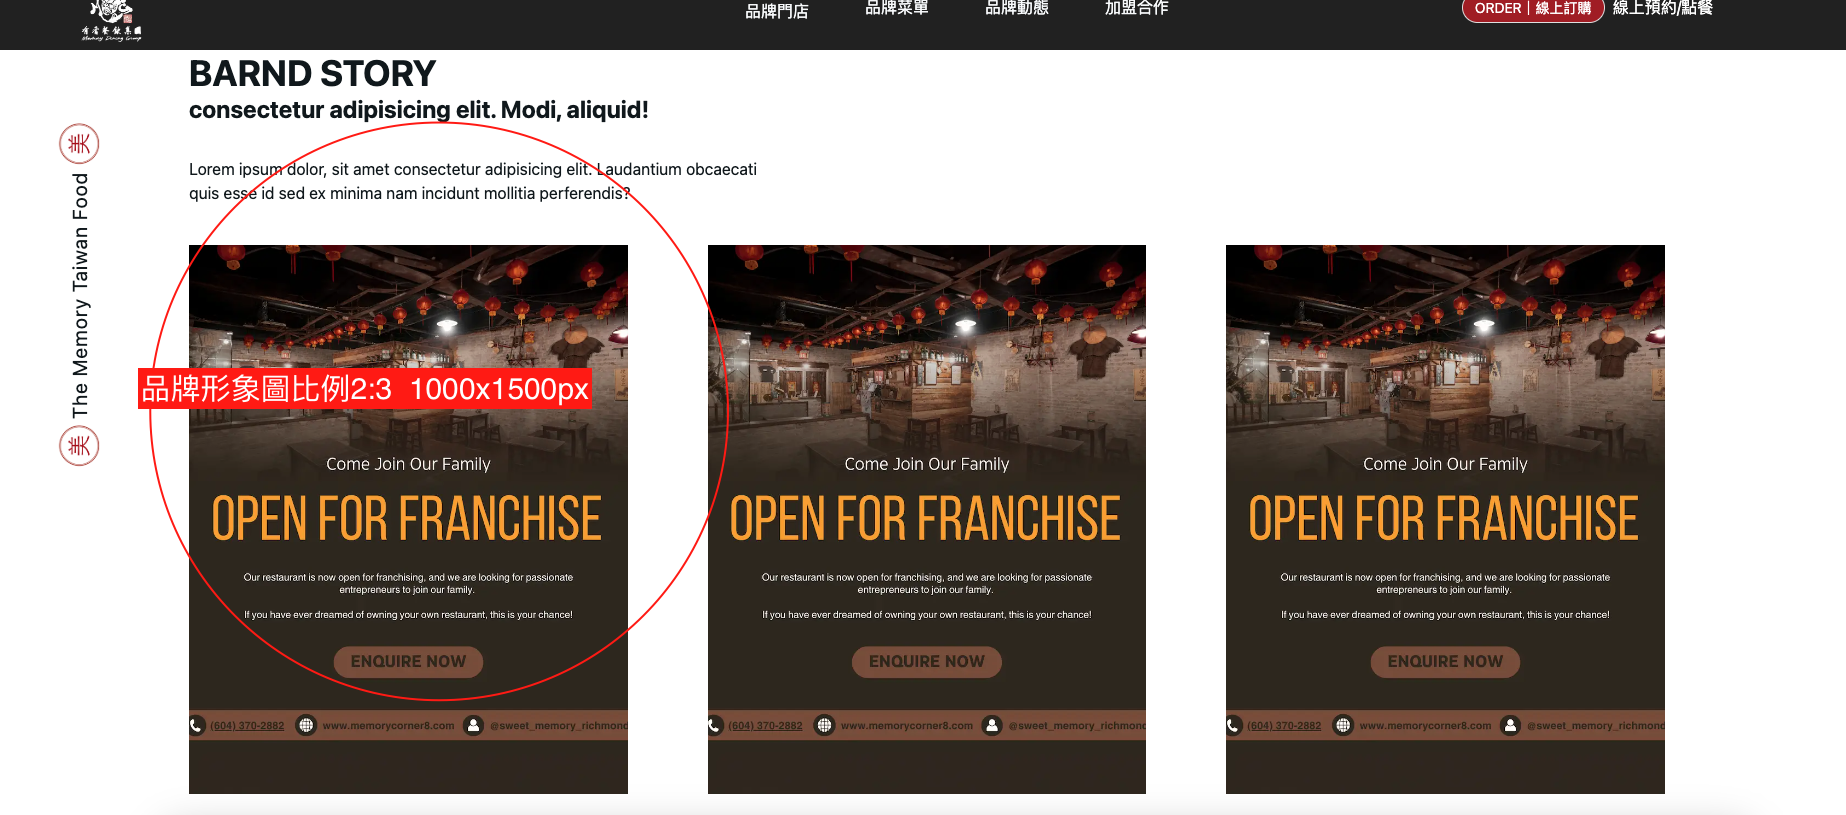 有香餐飲集團
Memory Dining Group
品牌門店
品牌菜單
品牌動態
加盟合作
ORDER｜線上訂購
線上預約/點餐
BARND STORY
consectetur adipisicing elit. Modi, aliquid!
Lorem ipsum dolor, sit amet consectetur adipisicing elit. Laudantium obcaecati
quis esse id sed ex minima nam incidunt mollitia perferendis?
美 The Memory Taiwan Food 美
品牌形象圖比例2:3 1000x1500px
Come Join Our Family
OPEN FOR FRANCHISE
Our restaurant is now open for franchising, and we are looking for passionate
entrepreneurs to join our family.
If you have ever dreamed of owning your own restaurant, this is your chance!
ENQUIRE NOW
(604) 370-2882 www.memorycorner8.com @sweet_memory_richmond
Come Join Our Family
OPEN FOR FRANCHISE
Our restaurant is now open for franchising, and we are looking for passionate
entrepreneurs to join our family.
If you have ever dreamed of owning your own restaurant, this is your chance!
ENQUIRE NOW
(604) 370-2882 www.memorycorner8.com @sweet_memory_richmond
Come Join Our Family
OPEN FOR FRANCHISE
Our restaurant is now open for franchising, and we are looking for passionate
entrepreneurs to join our family.
If you have ever dreamed of owning your own restaurant, this is your chance!
ENQUIRE NOW
(604) 370-2882 www.memorycorner8.com @sweet_memory_richmond